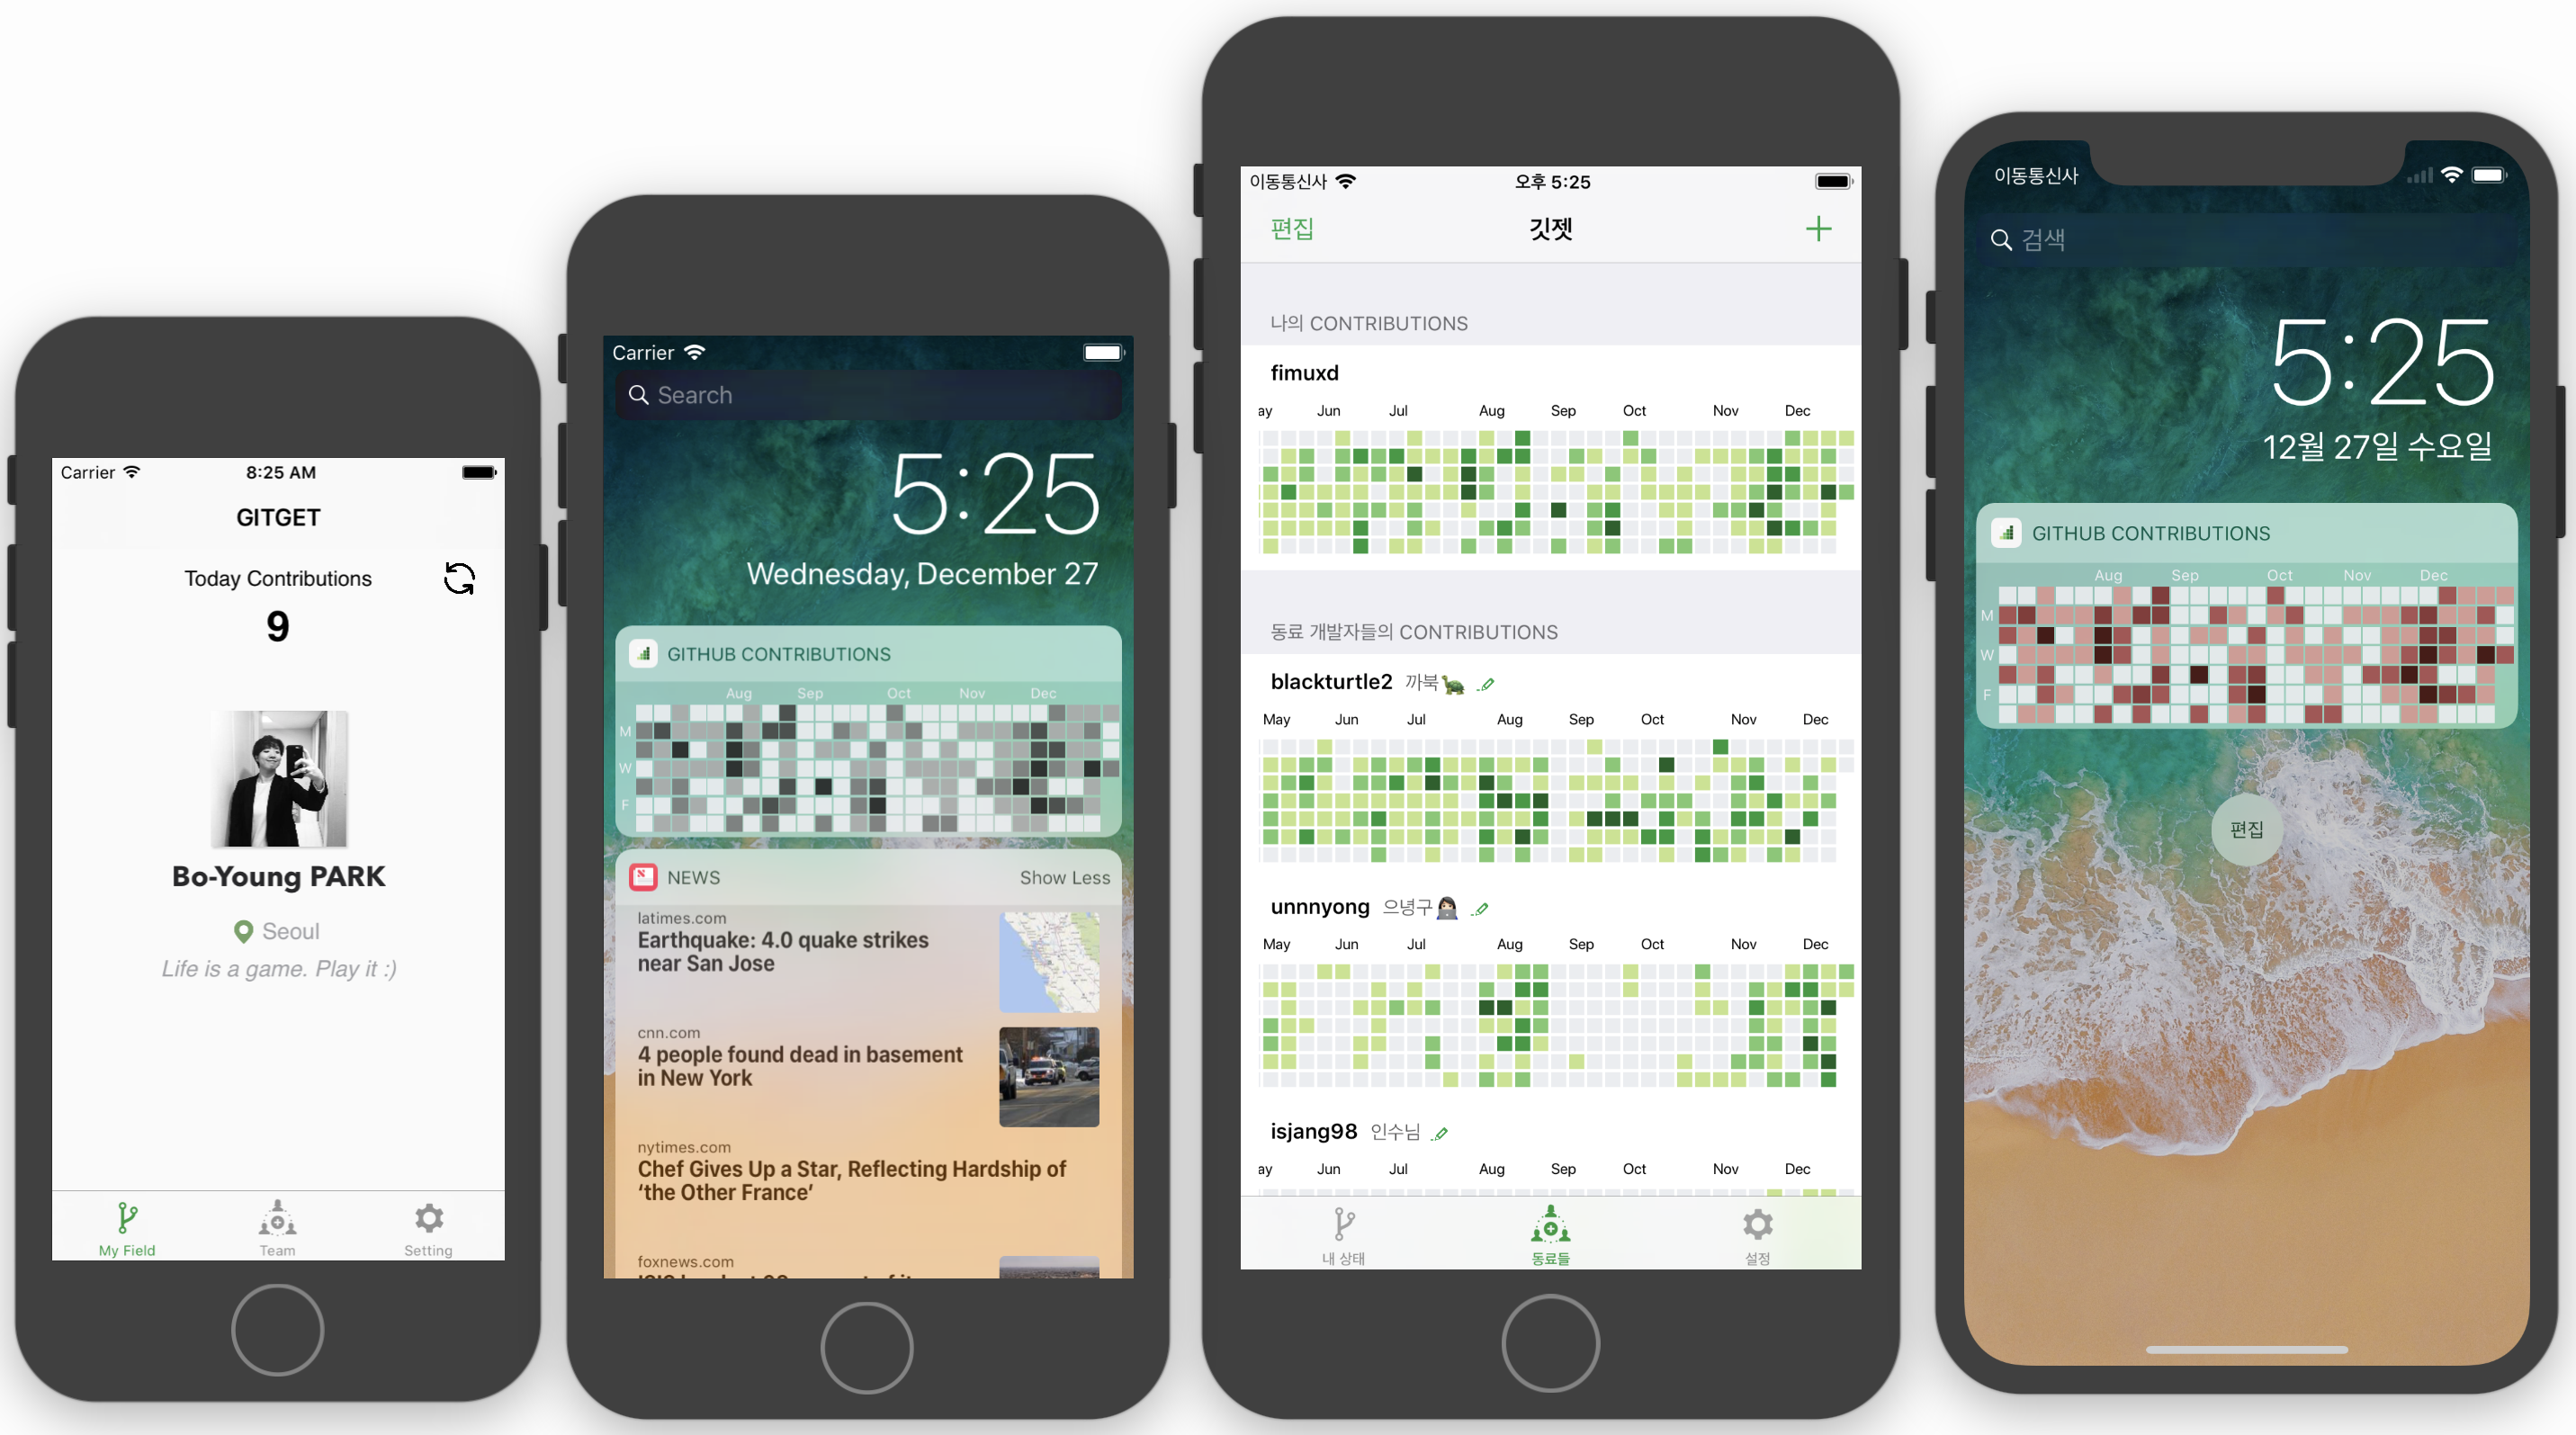 Carrier
8:25 AM
GITGET
Today Contributions
9
Bo-Young PARK
Seoul
Life is a game. Play it :)
My Field
Team
Setting
Carrier
Search
5:25
Wednesday, December 27
GITHUB CONTRIBUTIONS
Aug Sep Oct Nov Dec
M
W
F
NEWS
Show Less
latimes.com
Earthquake: 4.0 quake strikes
near San Jose
cnn.com
4 people found dead in basement
in New York
nytimes.com
Chef Gives Up a Star, Reflecting Hardship of
‘the Other France’
foxnews.com
이동통신사
오후 5:25
편집
깃젯
나의 CONTRIBUTIONS
fimuxd
ay Jun Jul Aug Sep Oct Nov Dec
동료 개발자들의 CONTRIBUTIONS
blackturtle2 까북🐢
May Jun Jul Aug Sep Oct Nov Dec
unnnyong 으녕구👩🏻‍💻
May Jun Jul Aug Sep Oct Nov Dec
isjang98 인수님
ay Jun Jul Aug Sep Oct Nov Dec
내 상태
동료들
설정
이동통신사
검색
5:25
12월 27일 수요일
GITHUB CONTRIBUTIONS
Aug Sep Oct Nov Dec
M
W
F
편집